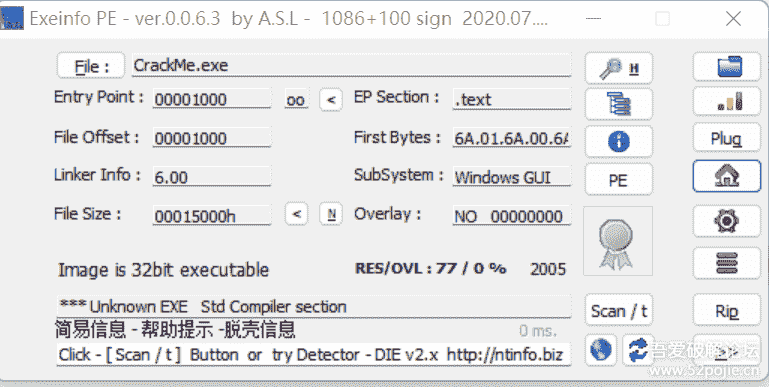 Exeinfo PE - ver.0.0.6.3 by A.S.L - 1086+100 sign 2020.07....
File : CrackMe.exe H
Entry Point : 00001000 oo < EP Section : .text
File Offset : 00001000 First Bytes : 6A.01.6A.00.6A Plug
Linker Info : 6.00 SubSystem : Windows GUI PE
File Size : 00015000h < N Overlay : NO 00000000
Image is 32bit executable RES/OVL : 77 / 0 % 2005
*** Unknown EXE Std Compiler section Scan / t Rip
简易信息 - 帮助提示 -脱壳信息 0 ms.
Click - [ Scan / t ] Button or try Detector - DIE v2.x http://ntinfo.biz
吾爱破解论坛
www.52pojie.cn